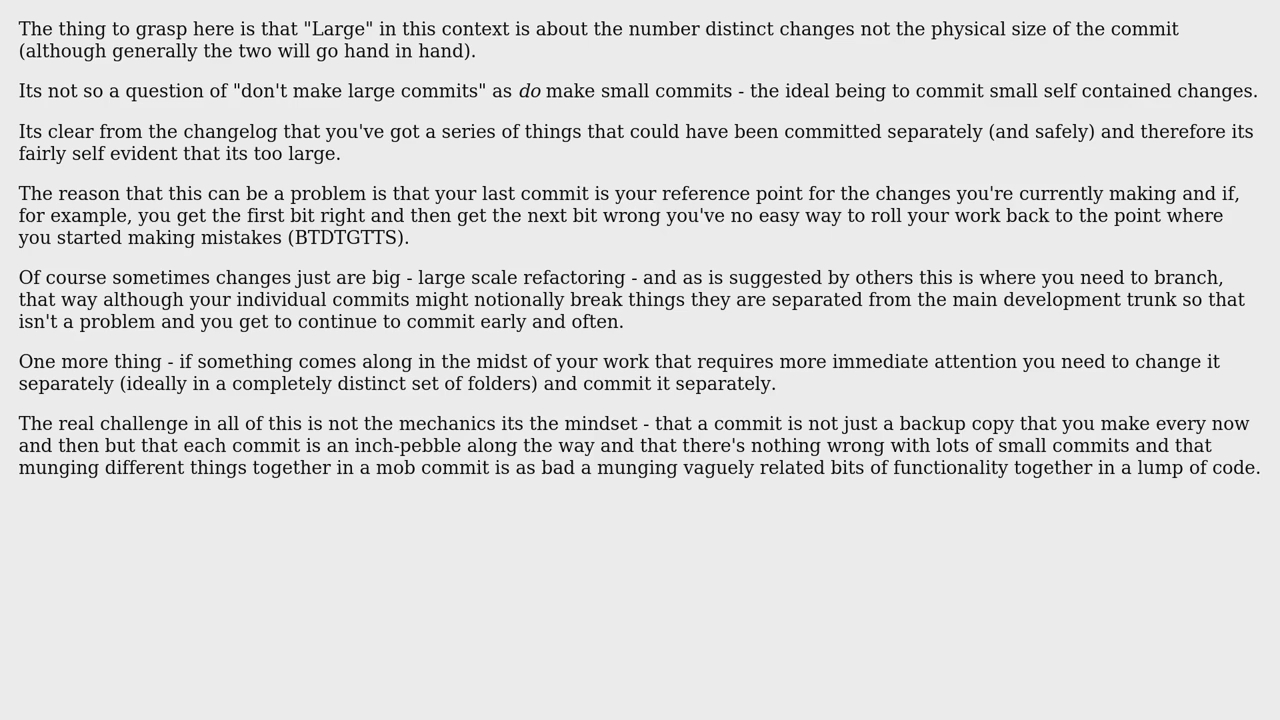 The thing to grasp here is that "Large" in this context is about the number distinct changes not the physical size of the commit
(although generally the two will go hand in hand).
Its not so a question of "don't make large commits" as do make small commits - the ideal being to commit small self contained changes.
Its clear from the changelog that you've got a series of things that could have been committed separately (and safely) and therefore its
fairly self evident that its too large.
The reason that this can be a problem is that your last commit is your reference point for the changes you're currently making and if,
for example, you get the first bit right and then get the next bit wrong you've no easy way to roll your work back to the point where
you started making mistakes (BTDTGTTS).
Of course sometimes changes just are big - large scale refactoring - and as is suggested by others this is where you need to branch,
that way although your individual commits might notionally break things they are separated from the main development trunk so that
isn't a problem and you get to continue to commit early and often.
One more thing - if something comes along in the midst of your work that requires more immediate attention you need to change it
separately (ideally in a completely distinct set of folders) and commit it separately.
The real challenge in all of this is not the mechanics its the mindset - that a commit is not just a backup copy that you make every now
and then but that each commit is an inch-pebble along the way and that there's nothing wrong with lots of small commits and that
munging different things together in a mob commit is as bad a munging vaguely related bits of functionality together in a lump of code.